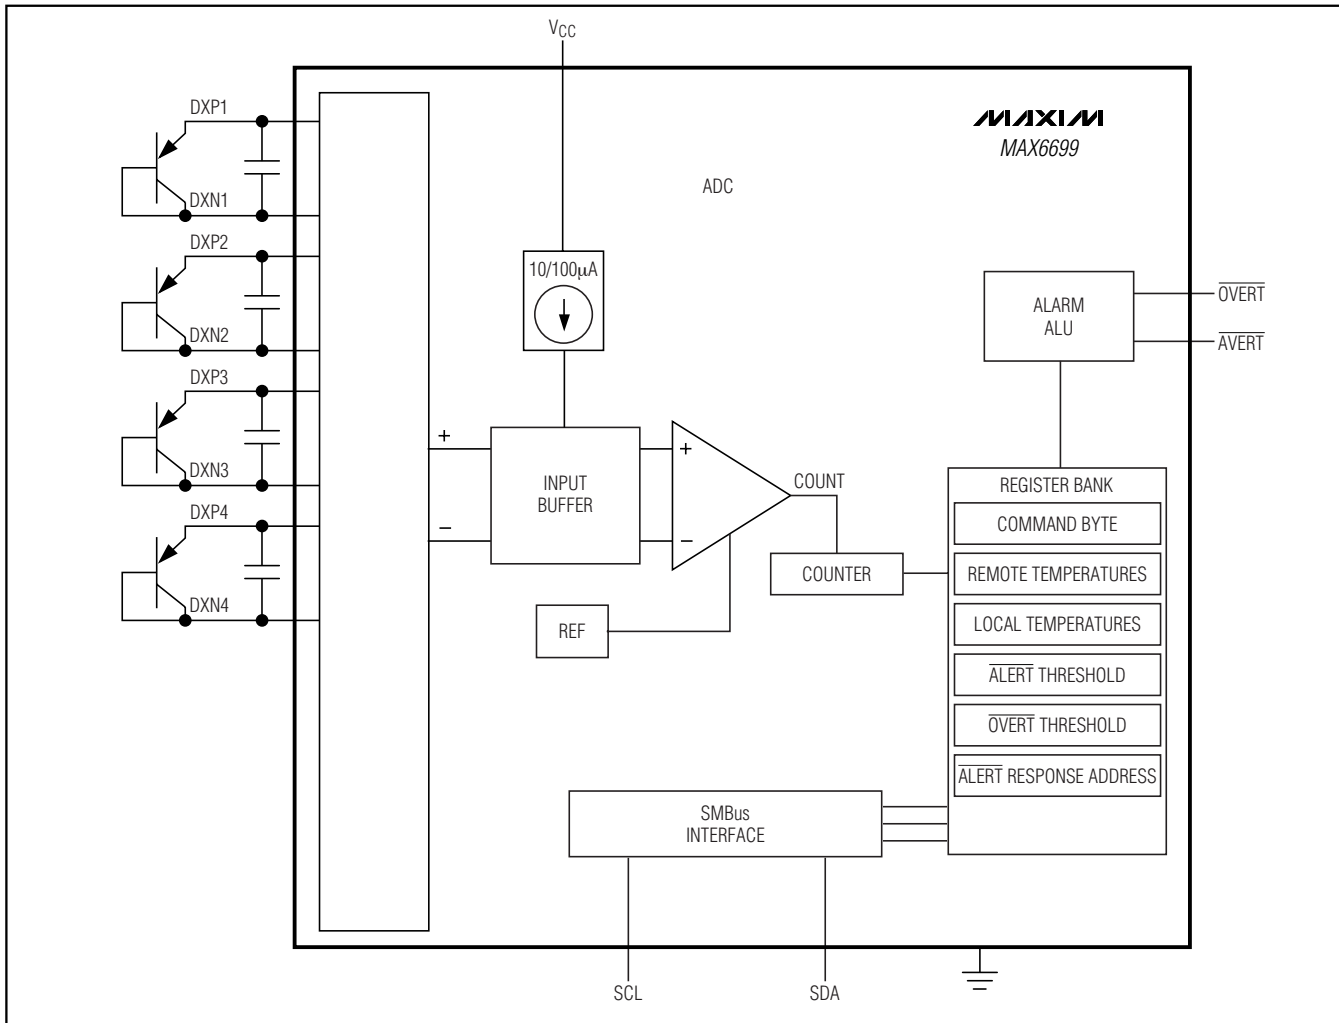 VCC
DXP1
DXN1
DXP2
DXN2
DXP3
DXN3
DXP4
DXN4
MAXIM
MAX6699
ADC
10/100µA
+
−
INPUT
BUFFER
+
−
COUNT
COUNTER
REF
ALARM
ALU
OVERT
AVERT
REGISTER BANK
COMMAND BYTE
REMOTE TEMPERATURES
LOCAL TEMPERATURES
ALERT THRESHOLD
OVERT THRESHOLD
ALERT RESPONSE ADDRESS
SMBus
INTERFACE
SCL
SDA